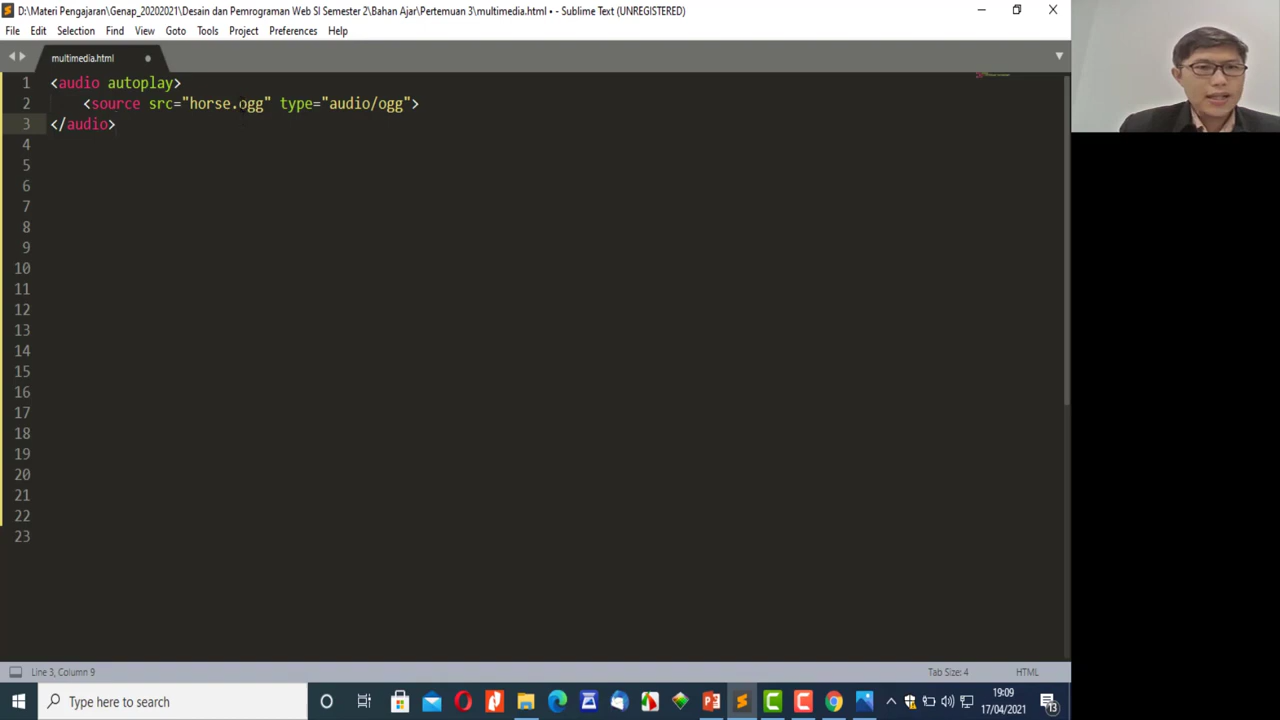 D:\Materi Pengajaran\Genap_20202021\Desain dan Pemrograman Web SI Semester 2\Bahan Ajar\Pertemuan 3\multimedia.html • - Sublime Text (UNREGISTERED)
File Edit Selection Find View Goto Tools Project Preferences Help
multimedia.html
1 <audio autoplay>
2 <source src="horse.ogg" type="audio/ogg">
3 </audio>
4
5
6
7
8
9
10
11
12
13
14
15
16
17
18
19
20
21
22
23
Line 3, Column 9 Tab Size: 4 HTML
Type here to search
19:09
17/04/2021
13